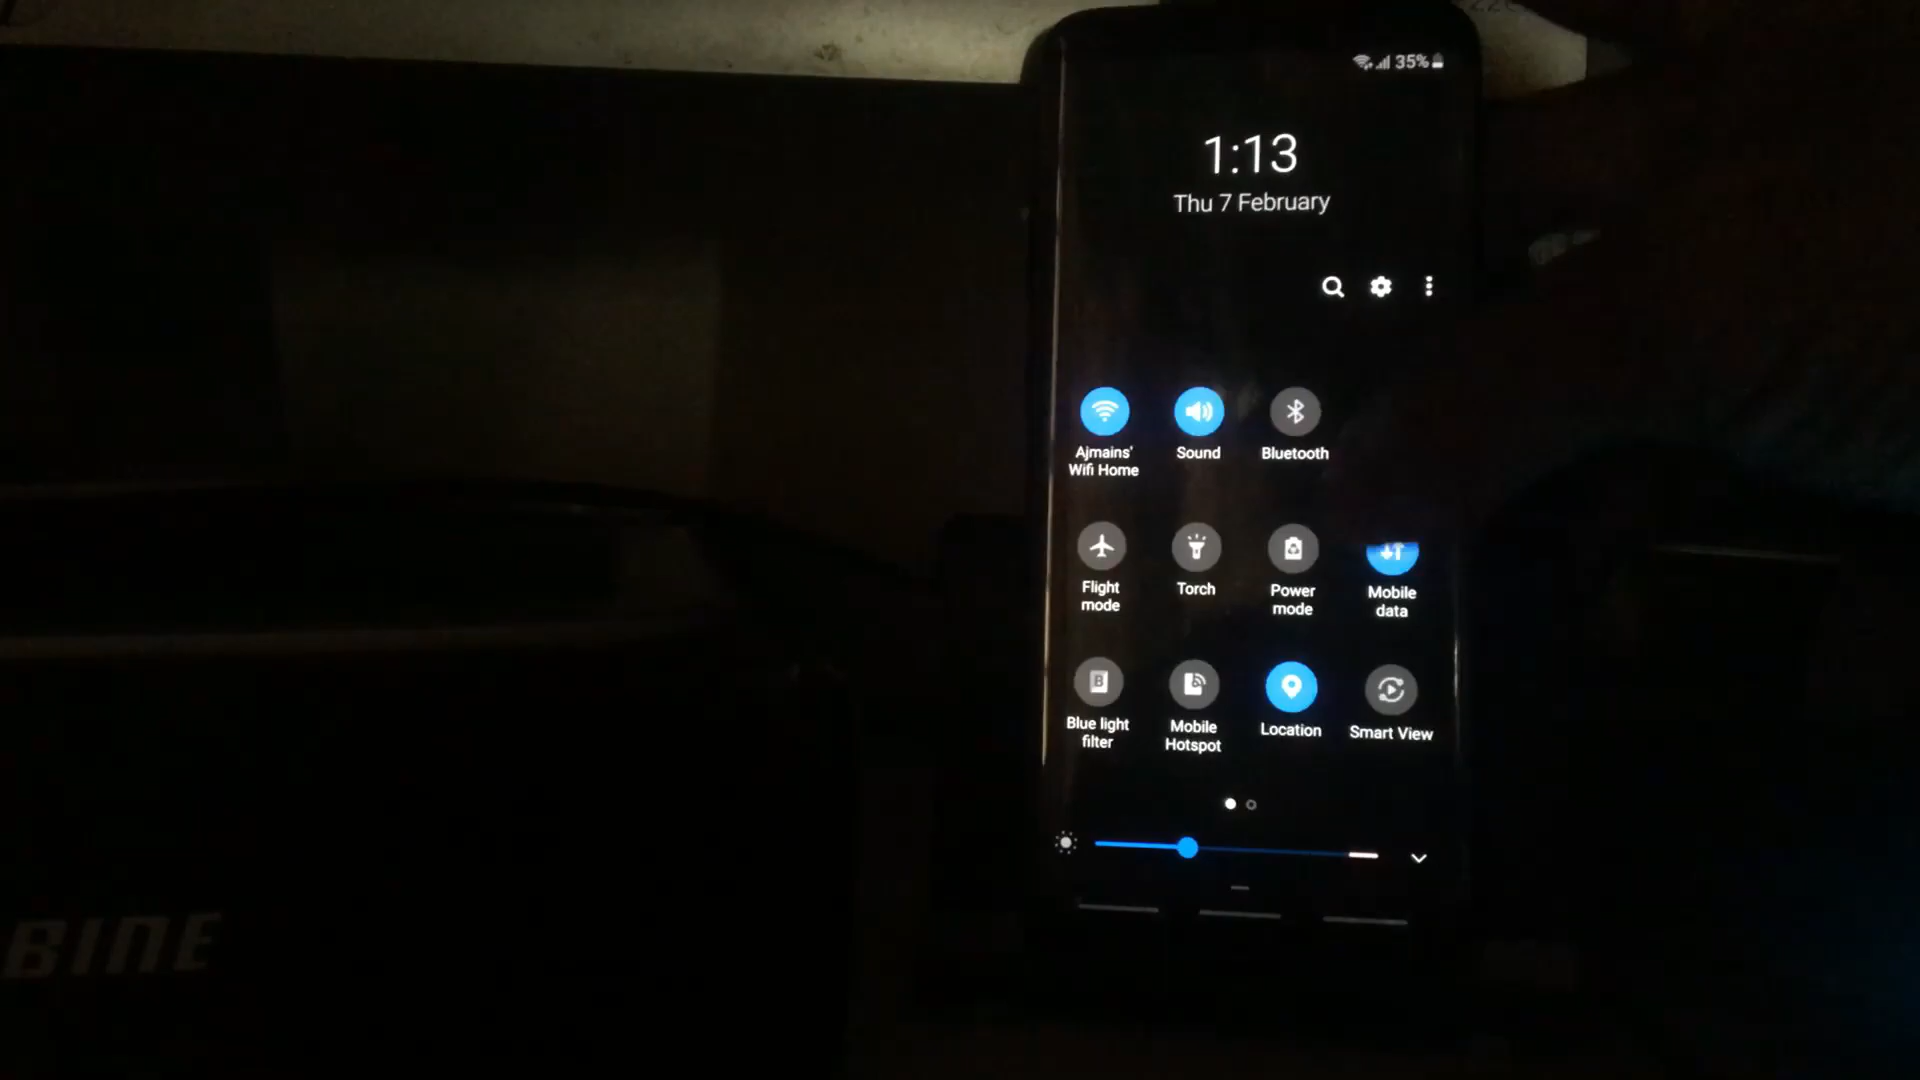 35%
1:13
Thu 7 February
Ajmains'
Wifi Home
Sound
Bluetooth
Flight
mode
Torch
Power
mode
Mobile
data
Blue light
filter
Mobile
Hotspot
Location
Smart View
BINE